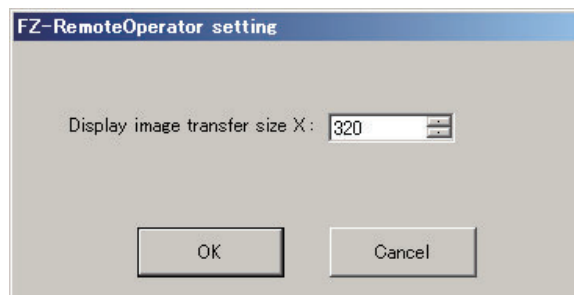 FZ-RemoteOperator setting
Display image transfer size X: 320
OK Cancel